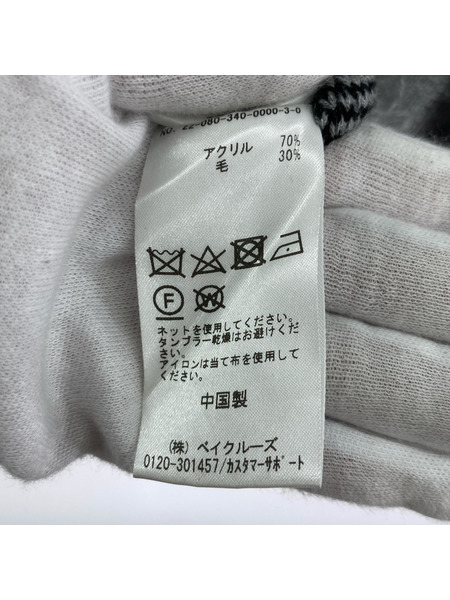 NO. 22-080-340-0000-3-0
アクリル 70%
毛 30%
F W
ネットを使用してください。
タンブラー乾燥はお避けくだ
さい。
アイロンは当て布を使用して
ください。
中国製
(株) ベイクルーズ
0120-301457/カスタマーサポート